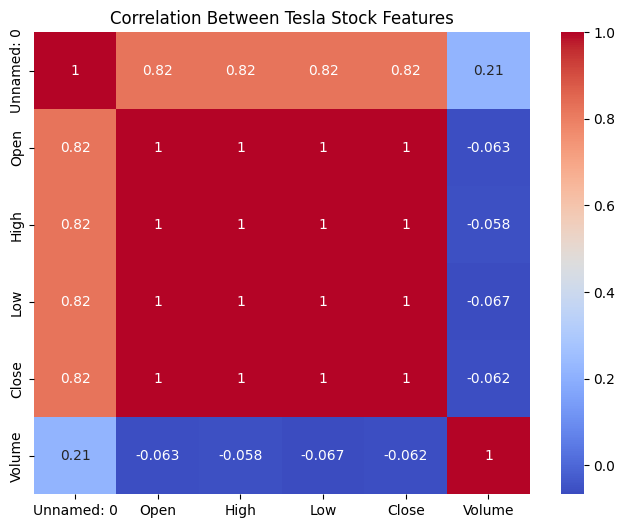 Correlation Between Tesla Stock Features
Unnamed: 0 1 0.82 0.82 0.82 0.82 0.21
Open 0.82 1 1 1 1 -0.063
High 0.82 1 1 1 1 -0.058
Low 0.82 1 1 1 1 -0.067
Close 0.82 1 1 1 1 -0.062
Volume 0.21 -0.063 -0.058 -0.067 -0.062 1
Unnamed: 0 Open High Low Close Volume
1.0
0.8
0.6
0.4
0.2
0.0